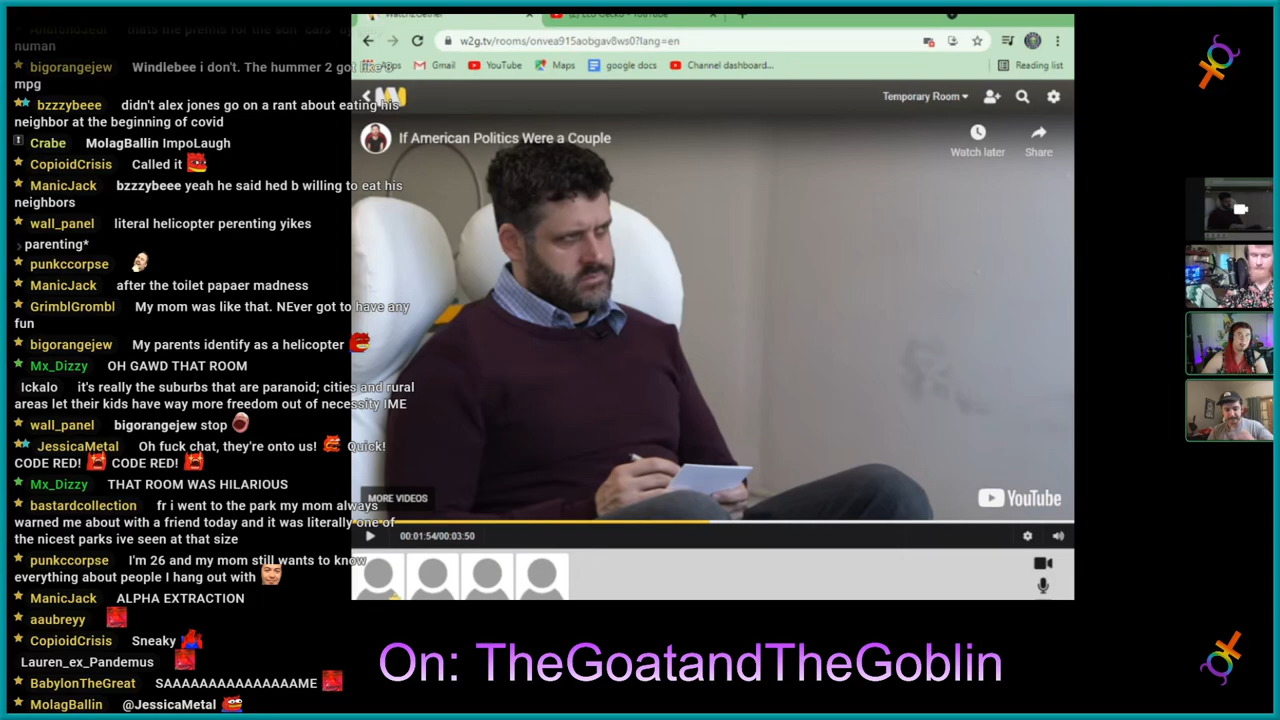 numan
bigorangejew Windlebee i don't. The hummer 2 got like 8
mpg
bzzzybeee didn't alex jones go on a rant about eating his
neighbor at the beginning of covid
Crabe MolagBallin ImpoLaugh
CopioidCrisis Called it
ManicJack bzzzybeee yeah he said hed b willing to eat his
neighbors
wall_panel literal helicopter perenting yikes
parenting*
punkccorpse
ManicJack after the toilet papaer madness
GrimblGrombl My mom was like that. NEver got to have any
fun
bigorangejew My parents identify as a helicopter
Mx_Dizzy OH GAWD THAT ROOM
Ickalo it's really the suburbs that are paranoid; cities and rural
areas let their kids have way more freedom out of necessity IME
wall_panel bigorangejew stop
JessicaMetal Oh fuck chat, they're onto us! Quick!
CODE RED! CODE RED!
Mx_Dizzy THAT ROOM WAS HILARIOUS
bastardcollection fr i went to the park my mom always
warned me about with a friend today and it was literally one of
the nicest parks ive seen at that size
punkccorpse I'm 26 and my mom still wants to know
everything about people I hang out with
ManicJack ALPHA EXTRACTION
aaubreyy
CopioidCrisis Sneaky
Lauren_ex_Pandemus
BabylonTheGreat SAAAAAAAAAAAAAAME
MolagBallin @JessicaMetal
w2g.tv/rooms/onvea915aobgav8ws0?lang=en
Gmail YouTube Maps google docs Channel dashboard... Reading list
Temporary Room
If American Politics Were a Couple
Watch later Share
MORE VIDEOS
YouTube
00:01:54/00:03:50
On: TheGoatandTheGoblin